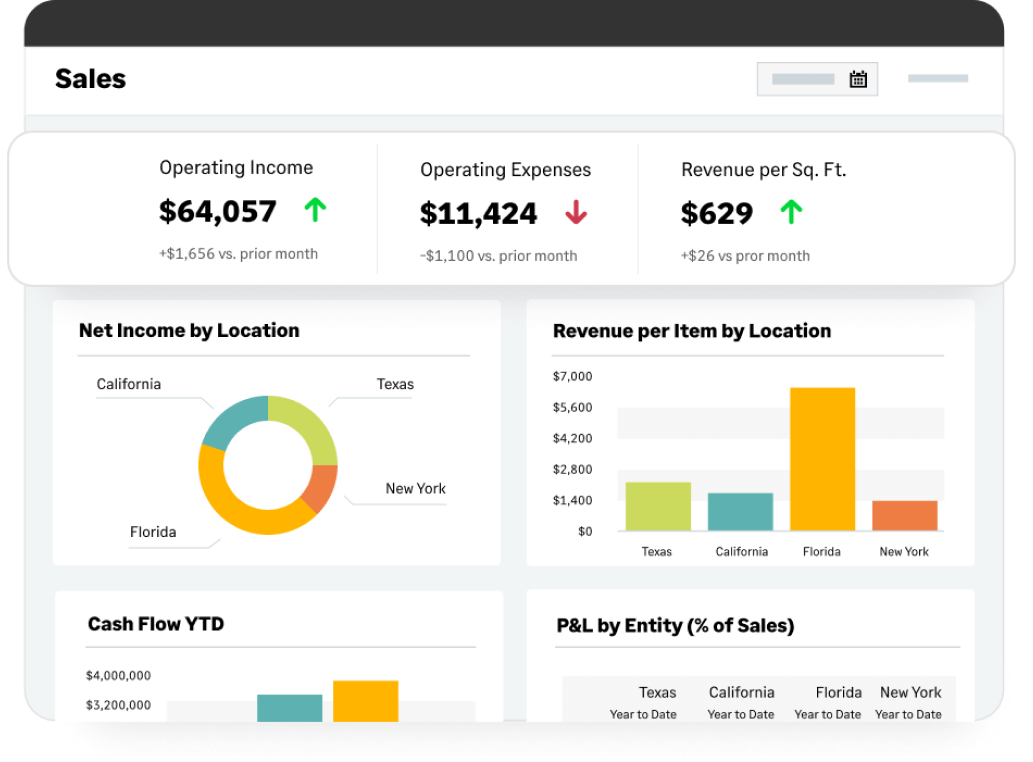 Sales
Operating Income
$64,057
+$1,656 vs. prior month
Operating Expenses
$11,424
-$1,100 vs. prior month
Revenue per Sq. Ft.
$629
+$26 vs pror month
Net Income by Location
California
Texas
New York
Florida
Revenue per Item by Location
$7,000
$5,600
$4,200
$2,800
$1,400
$0
Texas California Florida New York
Cash Flow YTD
$4,000,000
$3,200,000
P&L by Entity (% of Sales)
Texas California Florida New York
Year to Date Year to Date Year to Date Year to Date